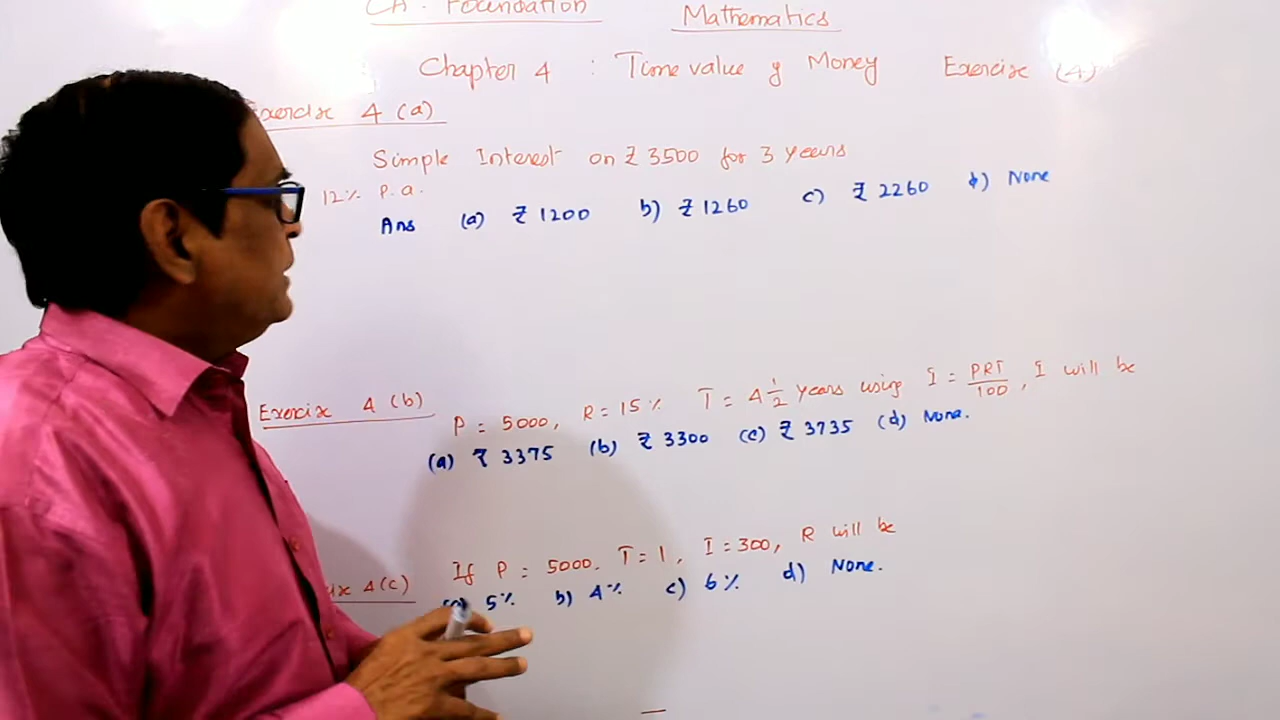 CA. Foundation Mathematics
Chapter 4 : Time value of Money Exercise (4)
Exercise 4 (a)
Simple Interest on ₹ 3500 for 3 years
12% P.a.
Ans (a) ₹ 1200 b) ₹ 1260 c) ₹ 2260 d) None
Exercise 4 (b)
P = 5000, R = 15% T = 4 1/2 years using I = PRT/100, I will be
(a) ₹ 3375 (b) ₹ 3300 (c) ₹ 3735 (d) None.
4(c) If P = 5000. T = 1, I = 300, R will be
(a) 5% b) 4% c) 6% d) None.